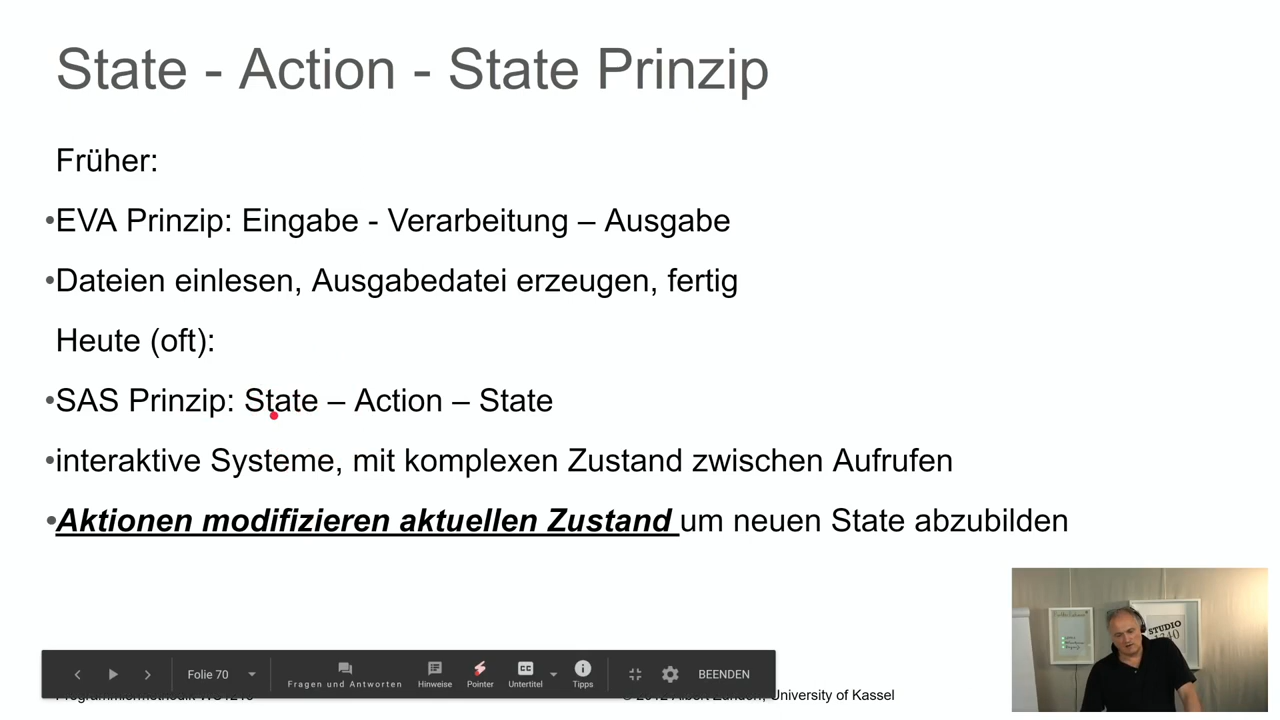 State - Action - State Prinzip
Früher:
•EVA Prinzip: Eingabe - Verarbeitung – Ausgabe
•Dateien einlesen, Ausgabedatei erzeugen, fertig
Heute (oft):
•SAS Prinzip: State – Action – State
•interaktive Systeme, mit komplexen Zustand zwischen Aufrufen
•Aktionen modifizieren aktuellen Zustand um neuen State abzubilden
STUDIO
Folie 70
Fragen und Antworten
Hinweise
Pointer
CC
Untertitel
Tipps
BEENDEN
University of Kassel